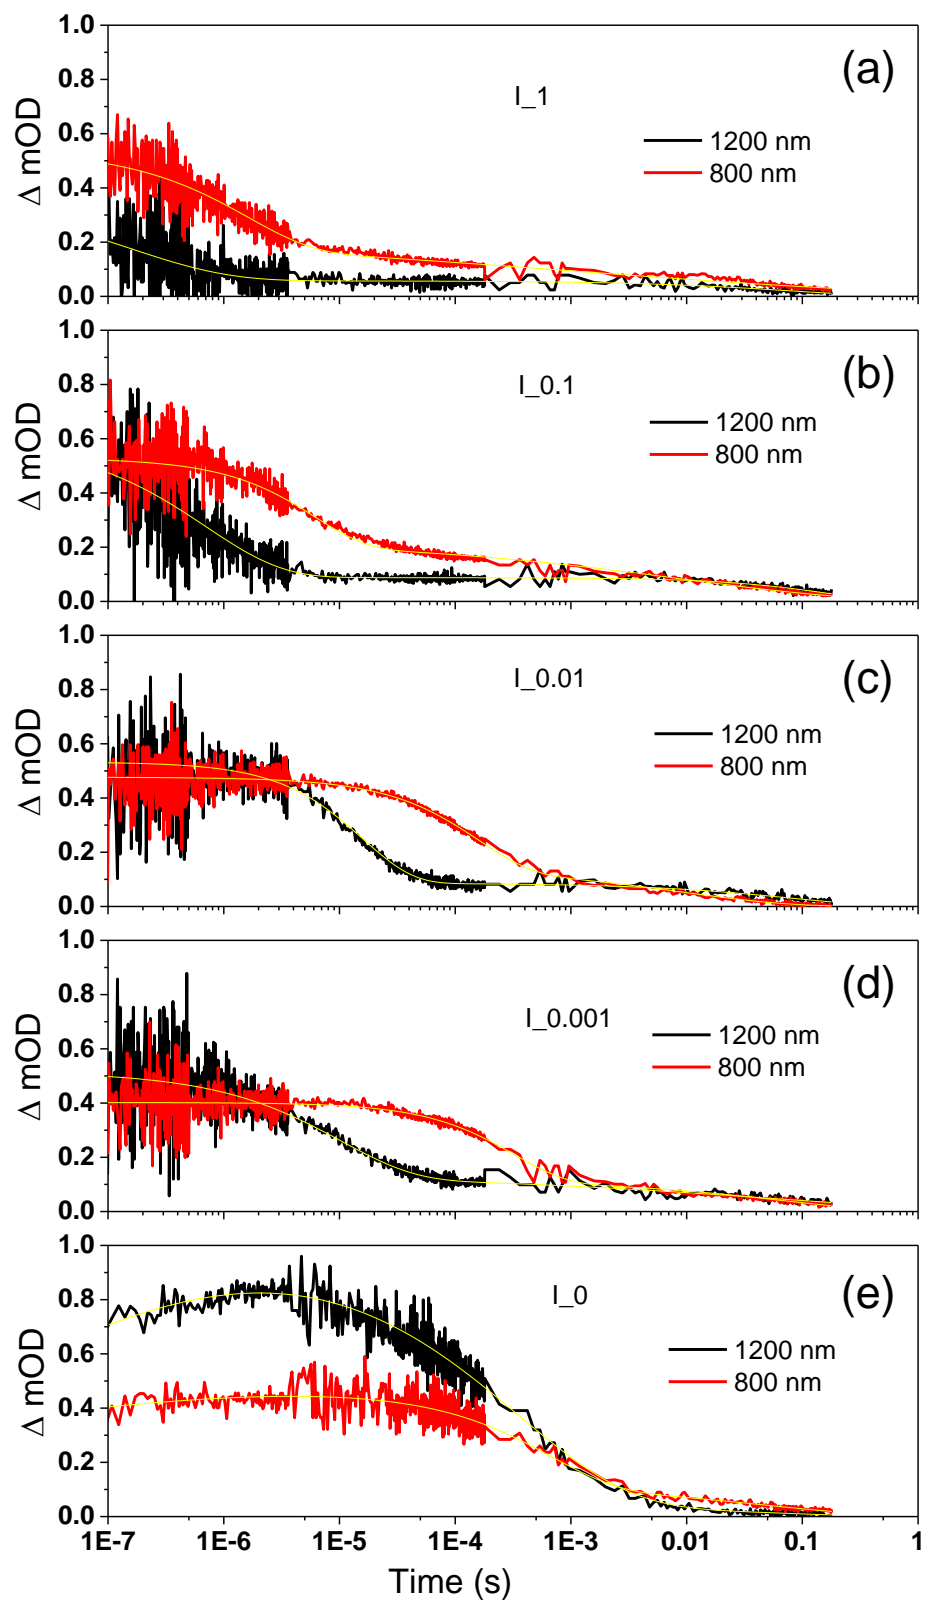 1.0
(a)
0.8
I_1
0.6
1200 nm
800 nm
0.4
0.2
0.0
Δ mOD
1.0
(b)
0.8
I_0.1
1200 nm
0.6
800 nm
0.4
0.2
0.0
Δ mOD
1.0
(c)
I_0.01
0.8
1200 nm
0.6
800 nm
0.4
0.2
0.0
Δ mOD
1.0
(d)
0.8
I_0.001
1200 nm
0.6
800 nm
0.4
0.2
0.0
Δ mOD
1.0
(e)
I_0
0.8
1200 nm
0.6
800 nm
0.4
0.2
0.0
Δ mOD
1E-7 1E-6 1E-5 1E-4 1E-3 0.01 0.1 1
Time (s)